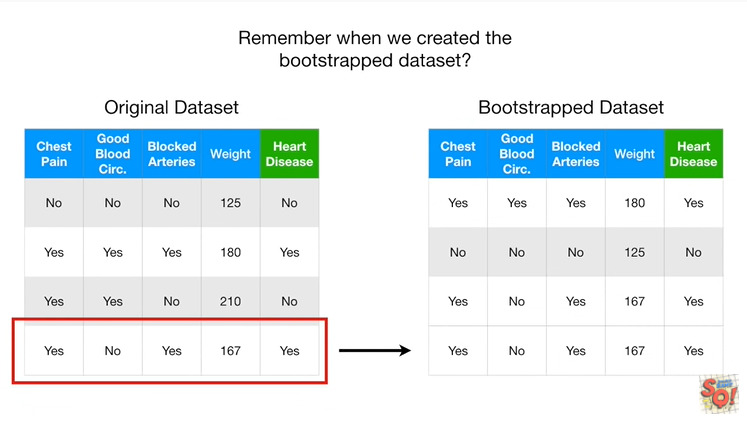 Remember when we created the
bootstrapped dataset?
Original Dataset
Chest Pain Good Blood Circ. Blocked Arteries Weight Heart Disease
No No No 125 No
Yes Yes Yes 180 Yes
Yes Yes No 210 No
Yes No Yes 167 Yes
Bootstrapped Dataset
Chest Pain Good Blood Circ. Blocked Arteries Weight Heart Disease
Yes Yes Yes 180 Yes
No No No 125 No
Yes No Yes 167 Yes
Yes No Yes 167 Yes
SQ!